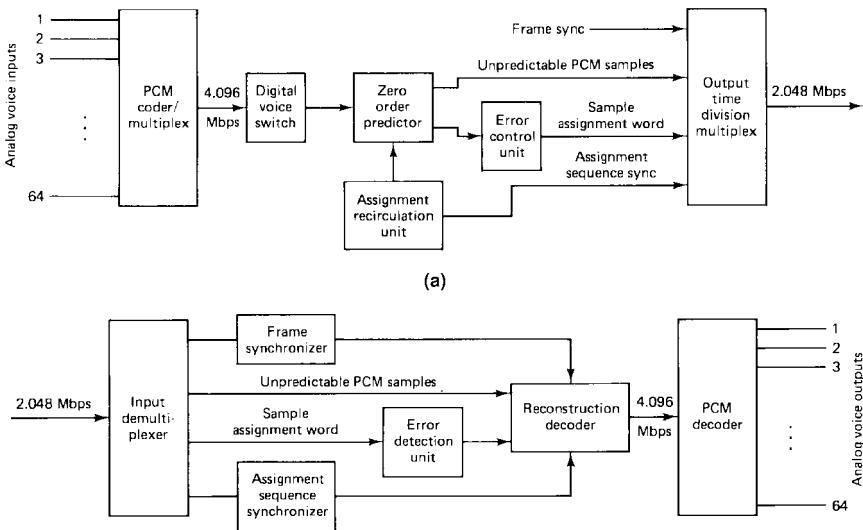 Analog voice inputs
1
2
3
64
PCM
coder/
multiplex
4.096
Mbps
Digital
voice
switch
Zero
order
predictor
Assignment
recirculation
unit
Error
control
unit
Frame sync
Unpredictable PCM samples
Sample
assignment word
Assignment
sequence sync
Output
time
division
multiplex
2.048 Mbps
(a)
2.048 Mbps
Input
demulti-
plexer
Frame
synchronizer
Unpredictable PCM samples
Sample
assignment word
Error
detection
unit
Assignment
sequence
synchronizer
Reconstruction
decoder
4.096
Mbps
PCM
decoder
1
2
3
64
Analog voice outputs